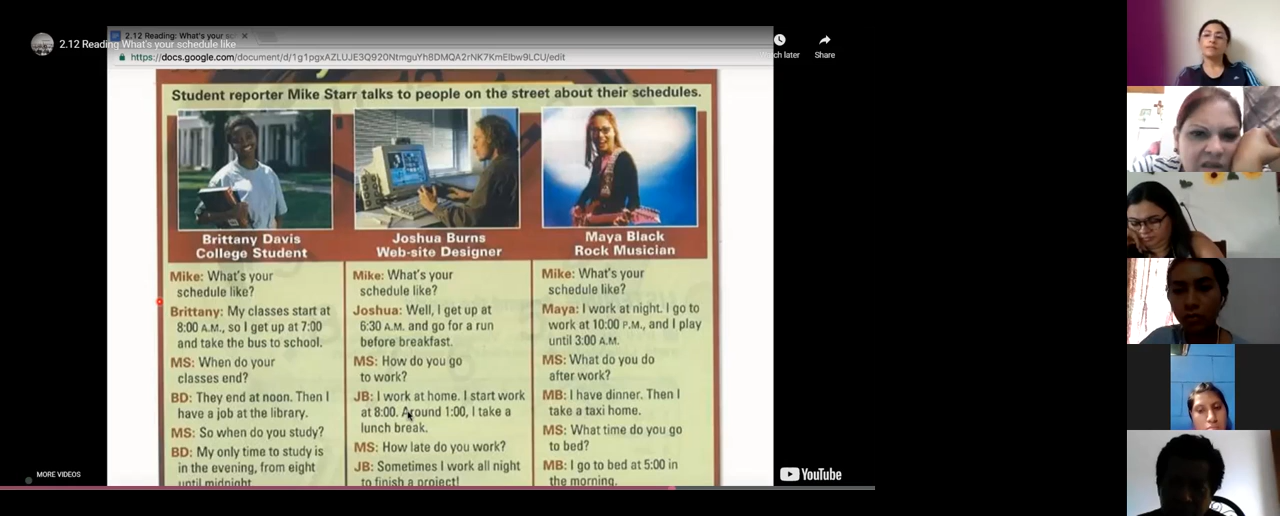 2.12 Reading: What's your sc
2.12 Reading What's your schedule like
https://docs.google.com/document/d/1g1pgxAZLUJE3Q920NtmguYh8DMQA2rNK7KmElbw9LCU/edit
Share
Student reporter Mike Starr talks to people on the street about their schedules.
Brittany Davis
College Student
Mike: What's your
schedule like?
Brittany: My classes start at
8:00 A.M., so I get up at 7:00
and take the bus to school.
MS: When do your
classes end?
BD: They end at noon. Then I
have a job at the library.
MS: So when do you study?
BD: My only time to study is
in the evening, from eight
until midnight.
Joshua Burns
Web-site Designer
Mike: What's your
schedule like?
Joshua: Well, I get up at
6:30 A.M. and go for a run
before breakfast.
MS: How do you go
to work?
JB: I work at home. I start work
at 8:00. Around 1:00, I take a
lunch break.
MS: How late do you work?
JB: Sometimes I work all night
to finish a project!
Maya Black
Rock Musician
Mike: What's your
schedule like?
Maya: I work at night. I go to
work at 10:00 P.M., and I play
until 3:00 A.M.
MS: What do you do
after work?
MB: I have dinner. Then I
take a taxi home.
MS: What time do you go
to bed?
MB: I go to bed at 5:00 in
the morning.
MORE VIDEOS
YouTube